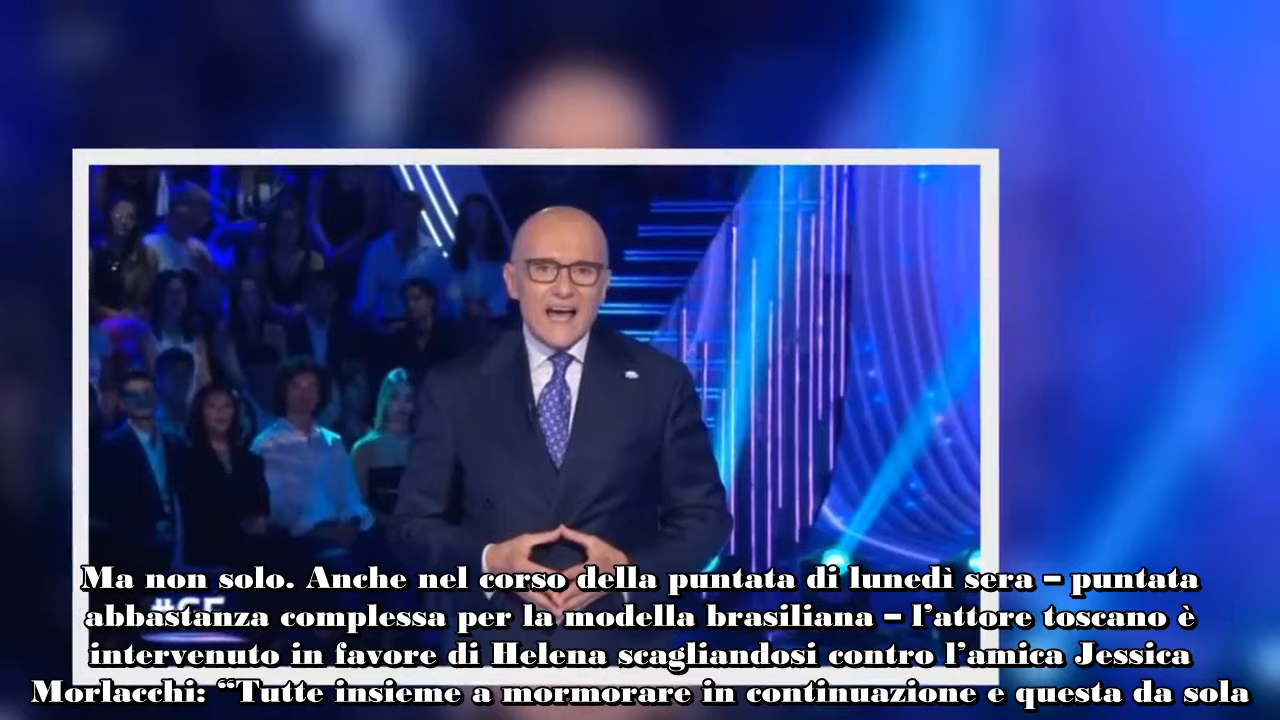 #GF
Ma non solo. Anche nel corso della puntata di lunedì sera – puntata
abbastanza complessa per la modella brasiliana – l’attore toscano è
intervenuto in favore di Helena scagliandosi contro l’amica Jessica
Morlacchi: “Tutte insieme a mormorare in continuazione e questa da sola